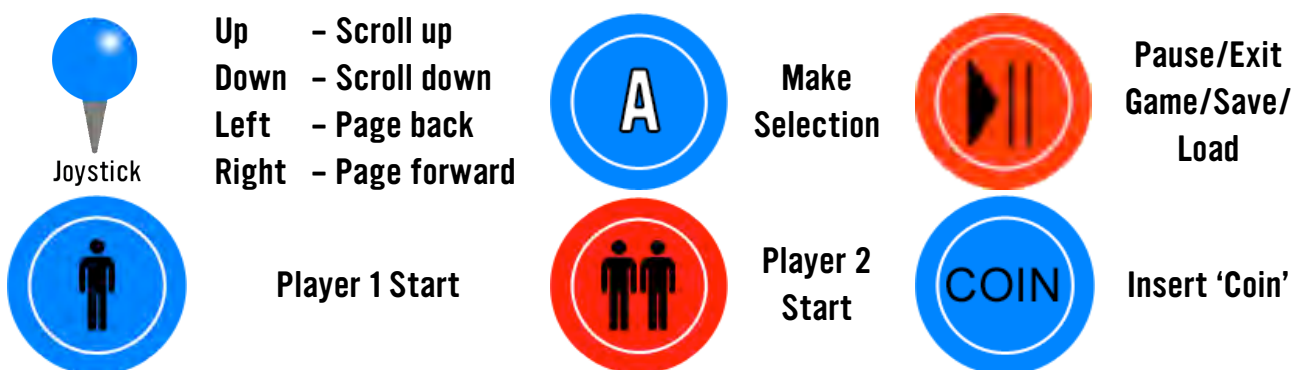 Joystick
Up – Scroll up
Down – Scroll down
Left – Page back
Right – Page forward
A
Make
Selection
Pause/Exit
Game/Save/
Load
Player 1 Start
Player 2
Start
COIN
Insert ‘Coin’